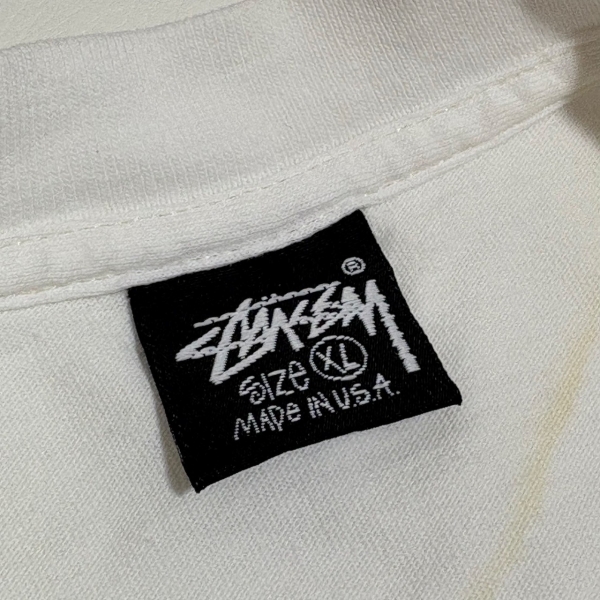 ®
STÜSSY
SIZE XL
MADE IN U.S.A.